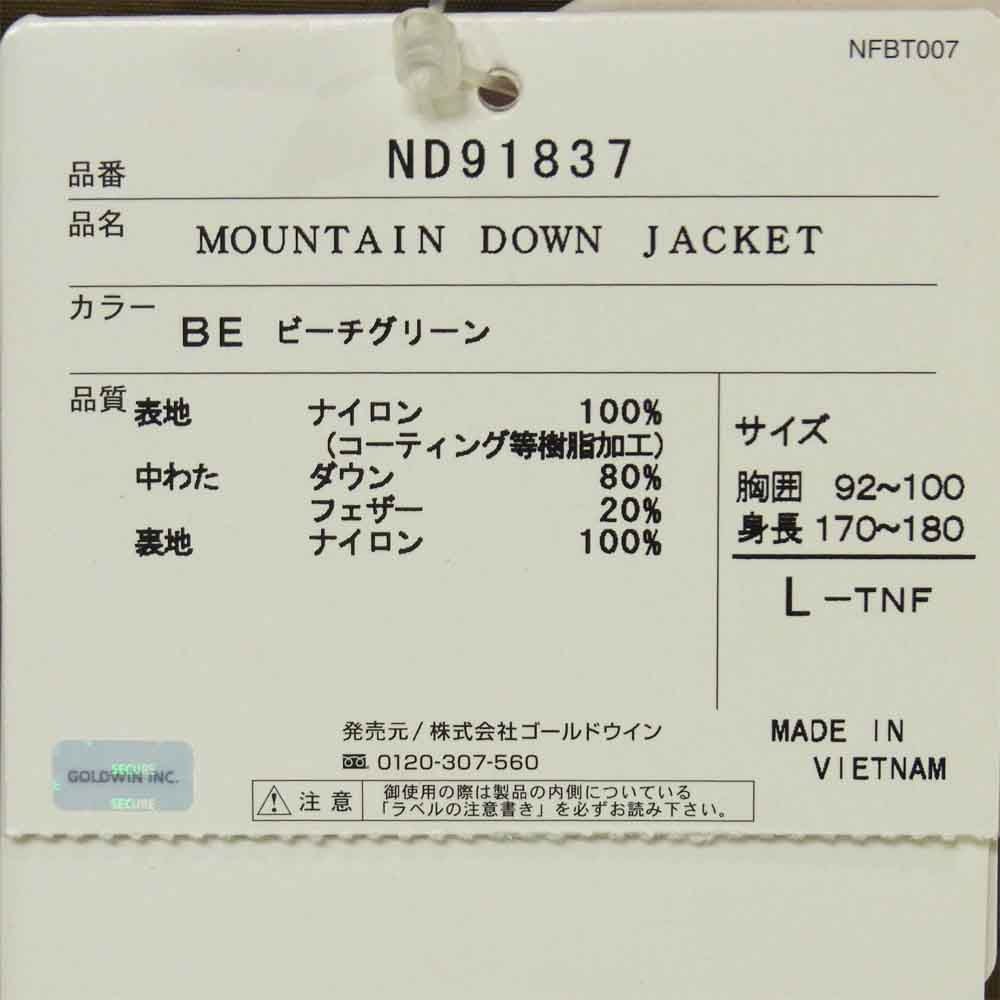 NFBT007
品番 ND91837
品名 MOUNTAIN DOWN JACKET
カラー BE ビーチグリーン
品質
表地 ナイロン 100%
(コーティング等樹脂加工)
中わた ダウン 80%
フェザー 20%
裏地 ナイロン 100%
サイズ
胸囲 92~100
身長 170~180
L-TNF
発売元/株式会社ゴールドウイン
0120-307-560
MADE IN
VIETNAM
SECURE
GOLDWIN INC.
SECURE
注意
御使用の際は製品の内側についている
「ラベルの注意書き」を必ずお読み下さい。